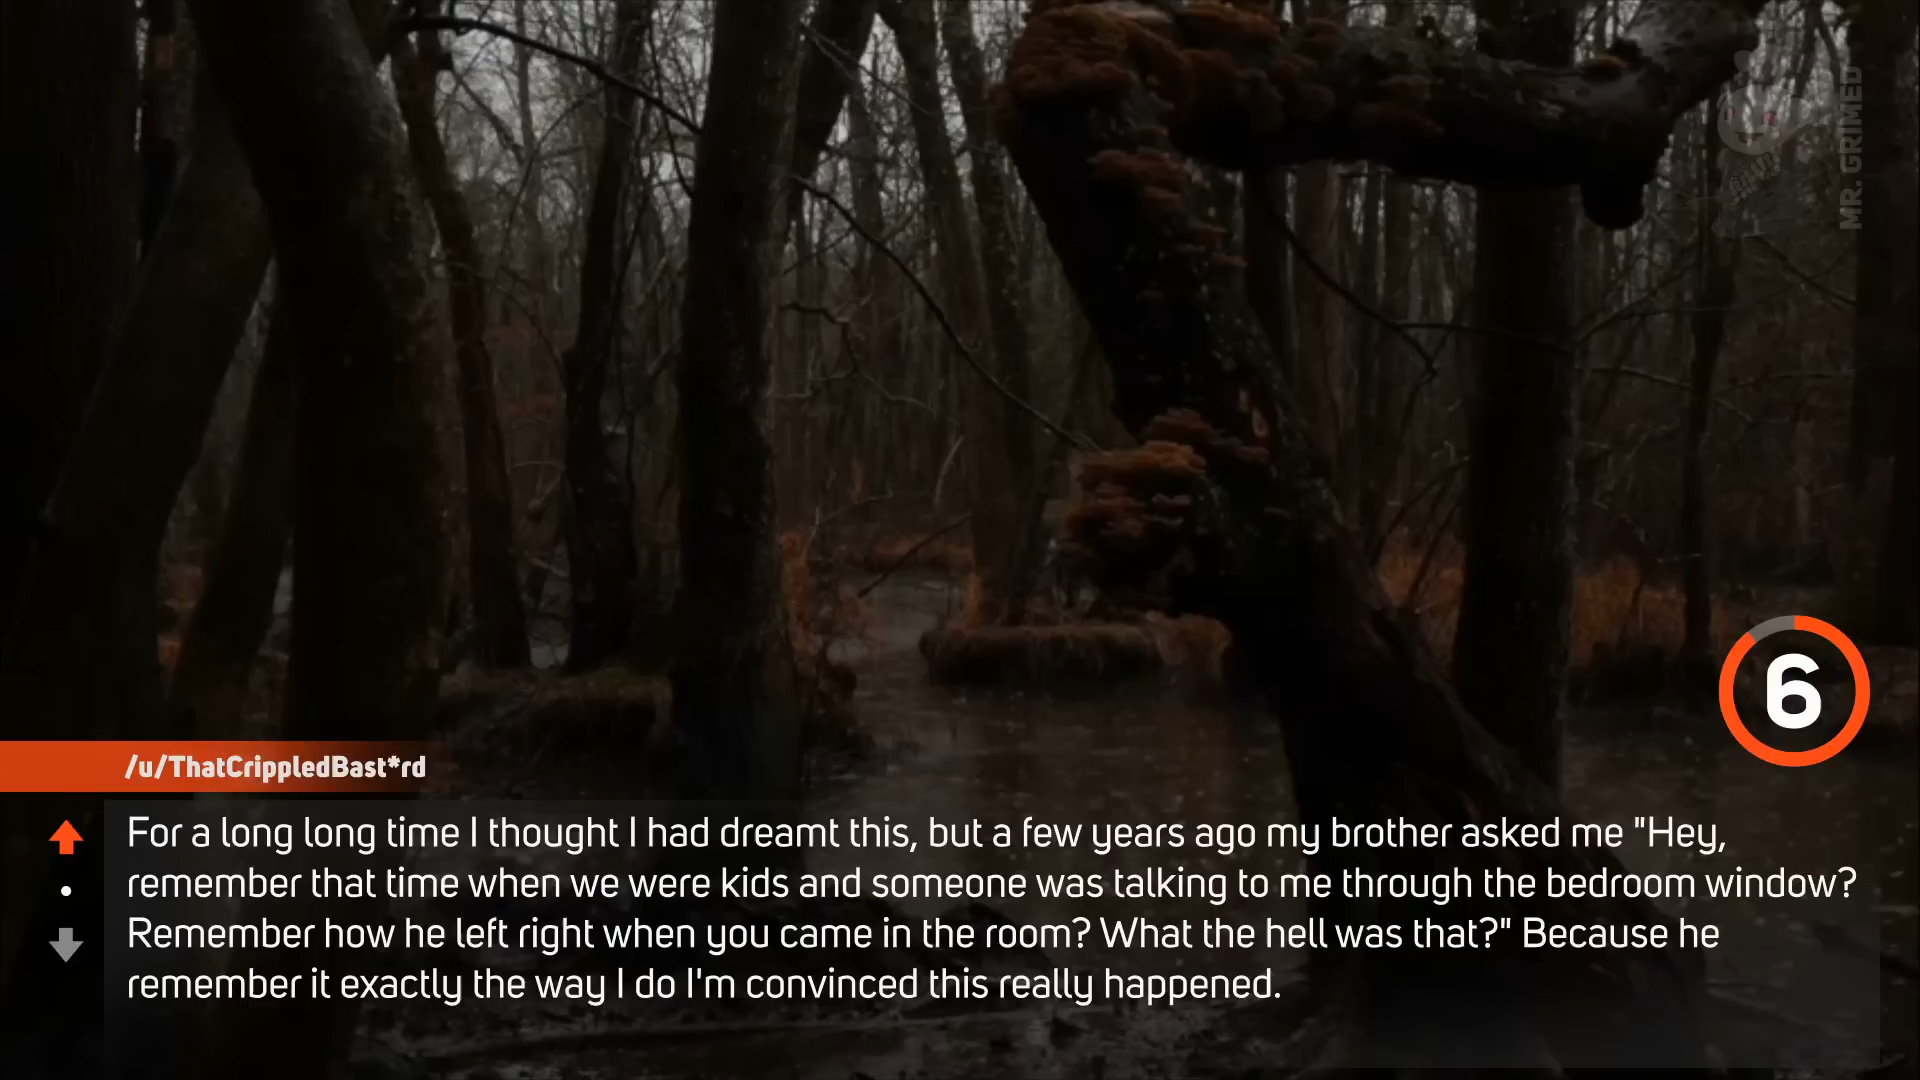 MR. GRIMED
6
/u/ThatCrippledBast*rd
For a long long time I thought I had dreamt this, but a few years ago my brother asked me "Hey,
remember that time when we were kids and someone was talking to me through the bedroom window?
Remember how he left right when you came in the room? What the hell was that?" Because he
remember it exactly the way I do I'm convinced this really happened.